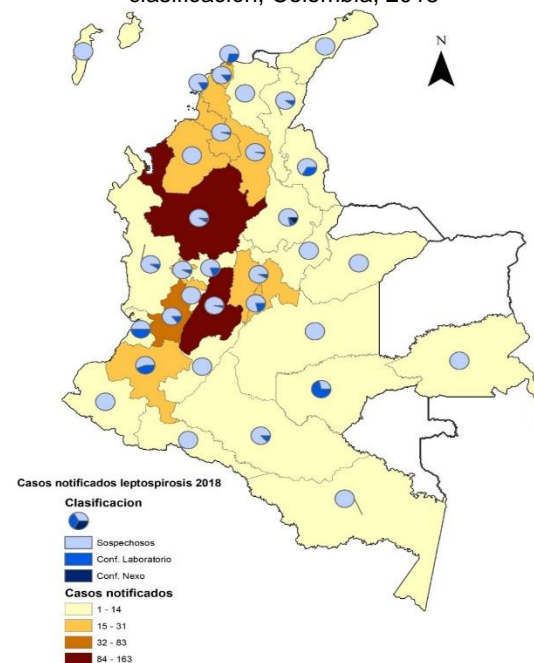 clasificación, Colombia, 2018
N
Casos notificados leptospirosis 2018
Clasificacion
Sospechosos
Conf. Laboratorio
Conf. Nexo
Casos notificados
1 - 14
15 - 31
32 - 83
84 - 163